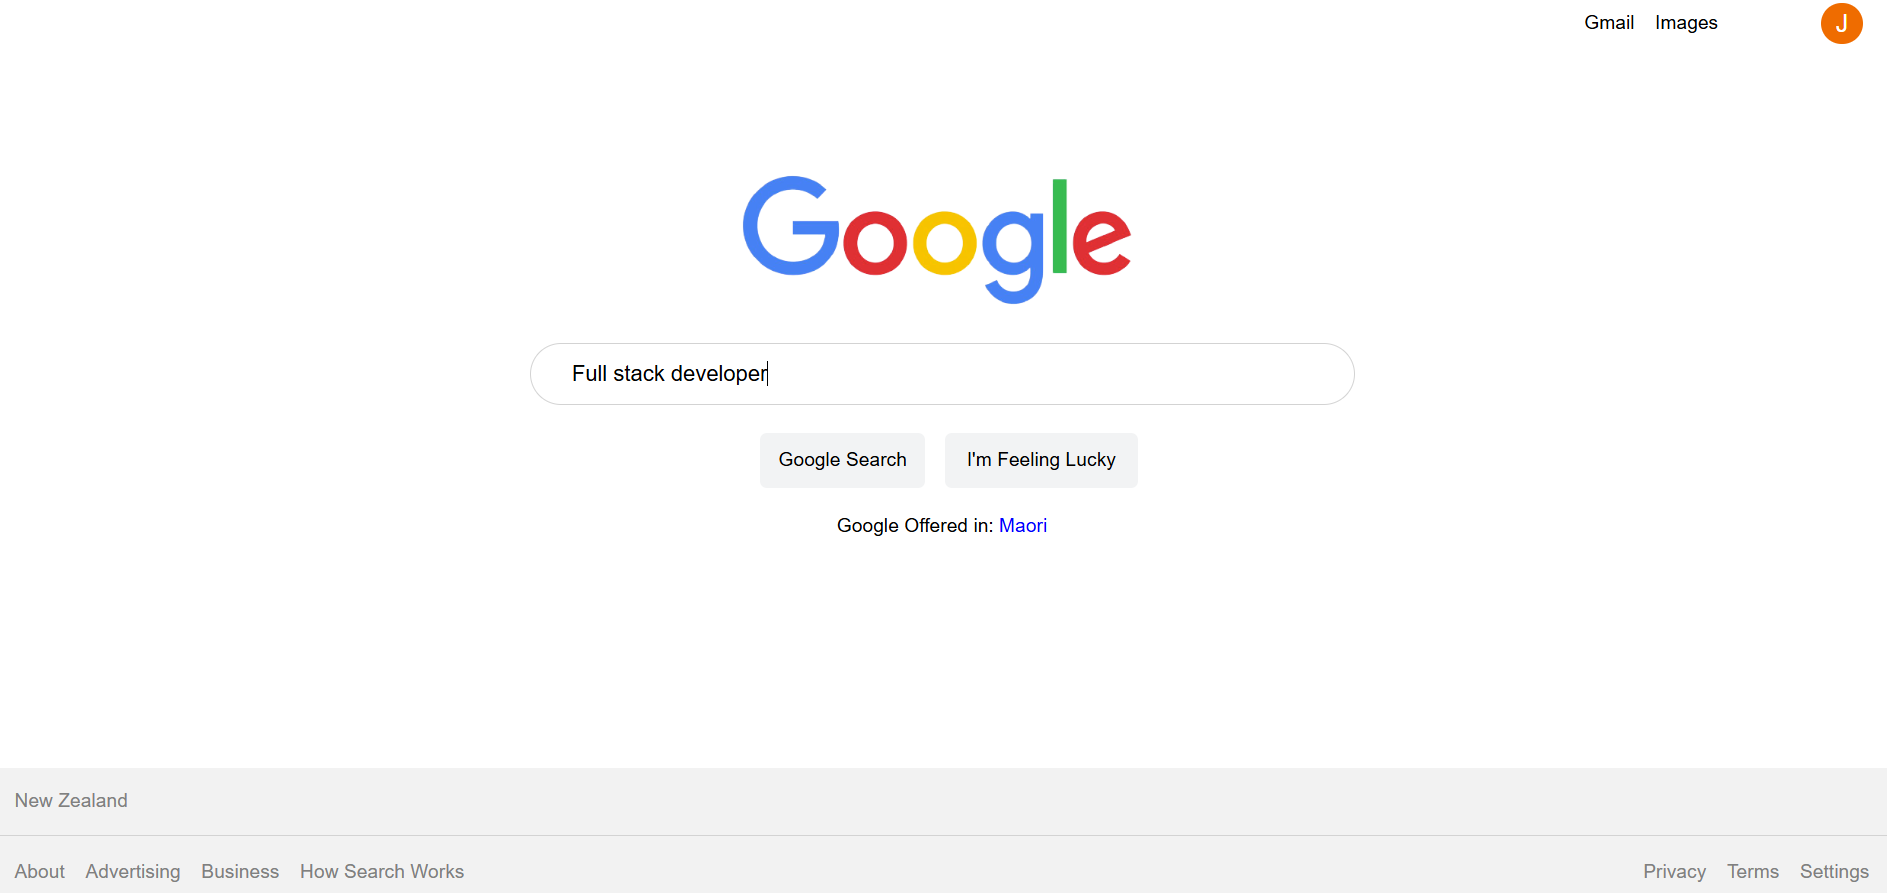 Gmail Images J
Google
Full stack developer
Google Search I'm Feeling Lucky
Google Offered in: Maori
New Zealand
About Advertising Business How Search Works Privacy Terms Settings